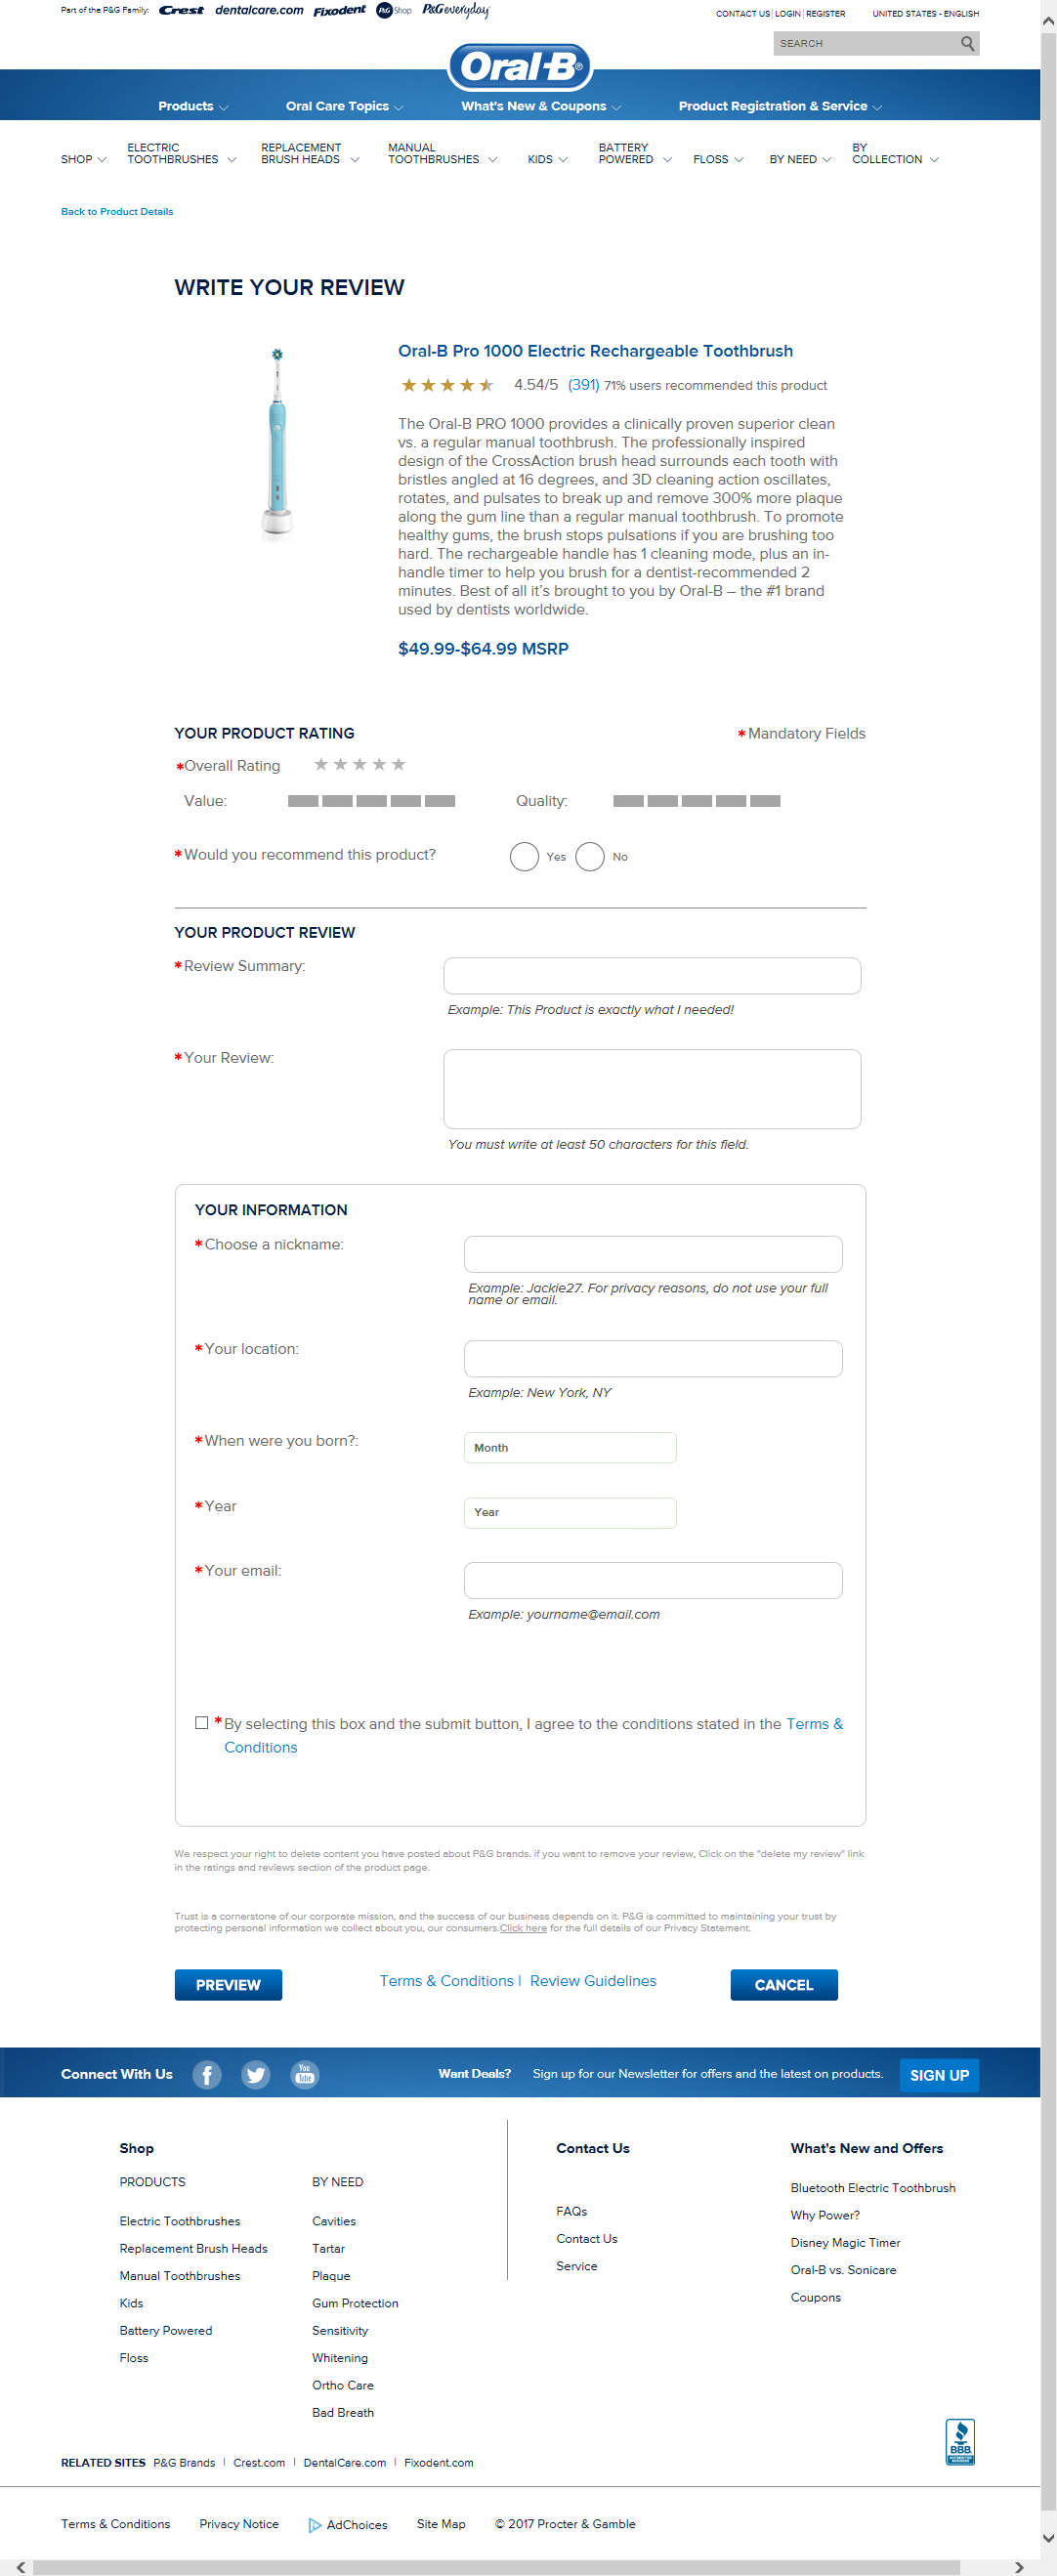 Part of the P&G Family: Crest dentalcare.com Fixodent P&G Shop P&G everyday
CONTACT US LOGIN REGISTER UNITED STATES - ENGLISH
SEARCH
Oral-B®
Products What's New & Coupons Oral Care Topics Product Registration & Service
SHOP ELECTRIC TOOTHBRUSHES REPLACEMENT BRUSH HEADS MANUAL TOOTHBRUSHES KIDS BATTERY POWERED FLOSS BY NEED BY COLLECTION
Back to Product Details
WRITE YOUR REVIEW
Oral-B Pro 1000 Electric Rechargeable Toothbrush
4.54/5 (391) 71% users recommended this product
The Oral-B PRO 1000 provides a clinically proven superior clean
vs. a regular manual toothbrush. The professionally inspired
design of the CrossAction brush head surrounds each tooth with
bristles angled at 16 degrees, and 3D cleaning action oscillates,
rotates, and pulsates to break up and remove 300% more plaque
along the gum line than a regular manual toothbrush. To promote
healthy gums, the brush stops pulsations if you are brushing too
hard. The rechargeable handle has 1 cleaning mode, plus an in-
handle timer to help you brush for a dentist-recommended 2
minutes. Best of all it's brought to you by Oral-B – the #1 brand
used by dentists worldwide.
$49.99-$64.99 MSRP
YOUR PRODUCT RATING
*Mandatory Fields
*Overall Rating
Value: Quality:
*Would you recommend this product? Yes No
YOUR PRODUCT REVIEW
*Review Summary:
Example: This Product is exactly what I needed!
*Your Review:
You must write at least 50 characters for this field.
YOUR INFORMATION
*Choose a nickname:
Example: Jackie27. For privacy reasons, do not use your full
name or email.
*Your location:
Example: New York, NY
*When were you born?: Month
*Year Year
*Your email:
Example: yourname@email.com
*By selecting this box and the submit button, I agree to the conditions stated in the Terms &
Conditions
We respect your right to delete content you have posted about P&G brands. if you want to remove your review, Click on the "delete my review" link
in the ratings and reviews section of the product page.
Trust is a cornerstone of our corporate mission, and the success of our business depends on it. P&G is committed to maintaining your trust by
protecting personal information we collect about you, our consumers.Click here for the full details of our Privacy Statement.
PREVIEW Terms & Conditions | Review Guidelines CANCEL
Connect With Us You Tube Want Deals? Sign up for our Newsletter for offers and the latest on products. SIGN UP
Shop
PRODUCTS
Electric Toothbrushes
Replacement Brush Heads
Manual Toothbrushes
Kids
Battery Powered
Floss
BY NEED
Cavities
Tartar
Plaque
Gum Protection
Sensitivity
Whitening
Ortho Care
Bad Breath
Contact Us
FAQs
Contact Us
Service
What's New and Offers
Bluetooth Electric Toothbrush
Why Power?
Disney Magic Timer
Oral-B vs. Sonicare
Coupons
BBB
RELATED SITES P&G Brands | Crest.com | DentalCare.com | Fixodent.com
Terms & Conditions Privacy Notice AdChoices Site Map © 2017 Procter & Gamble